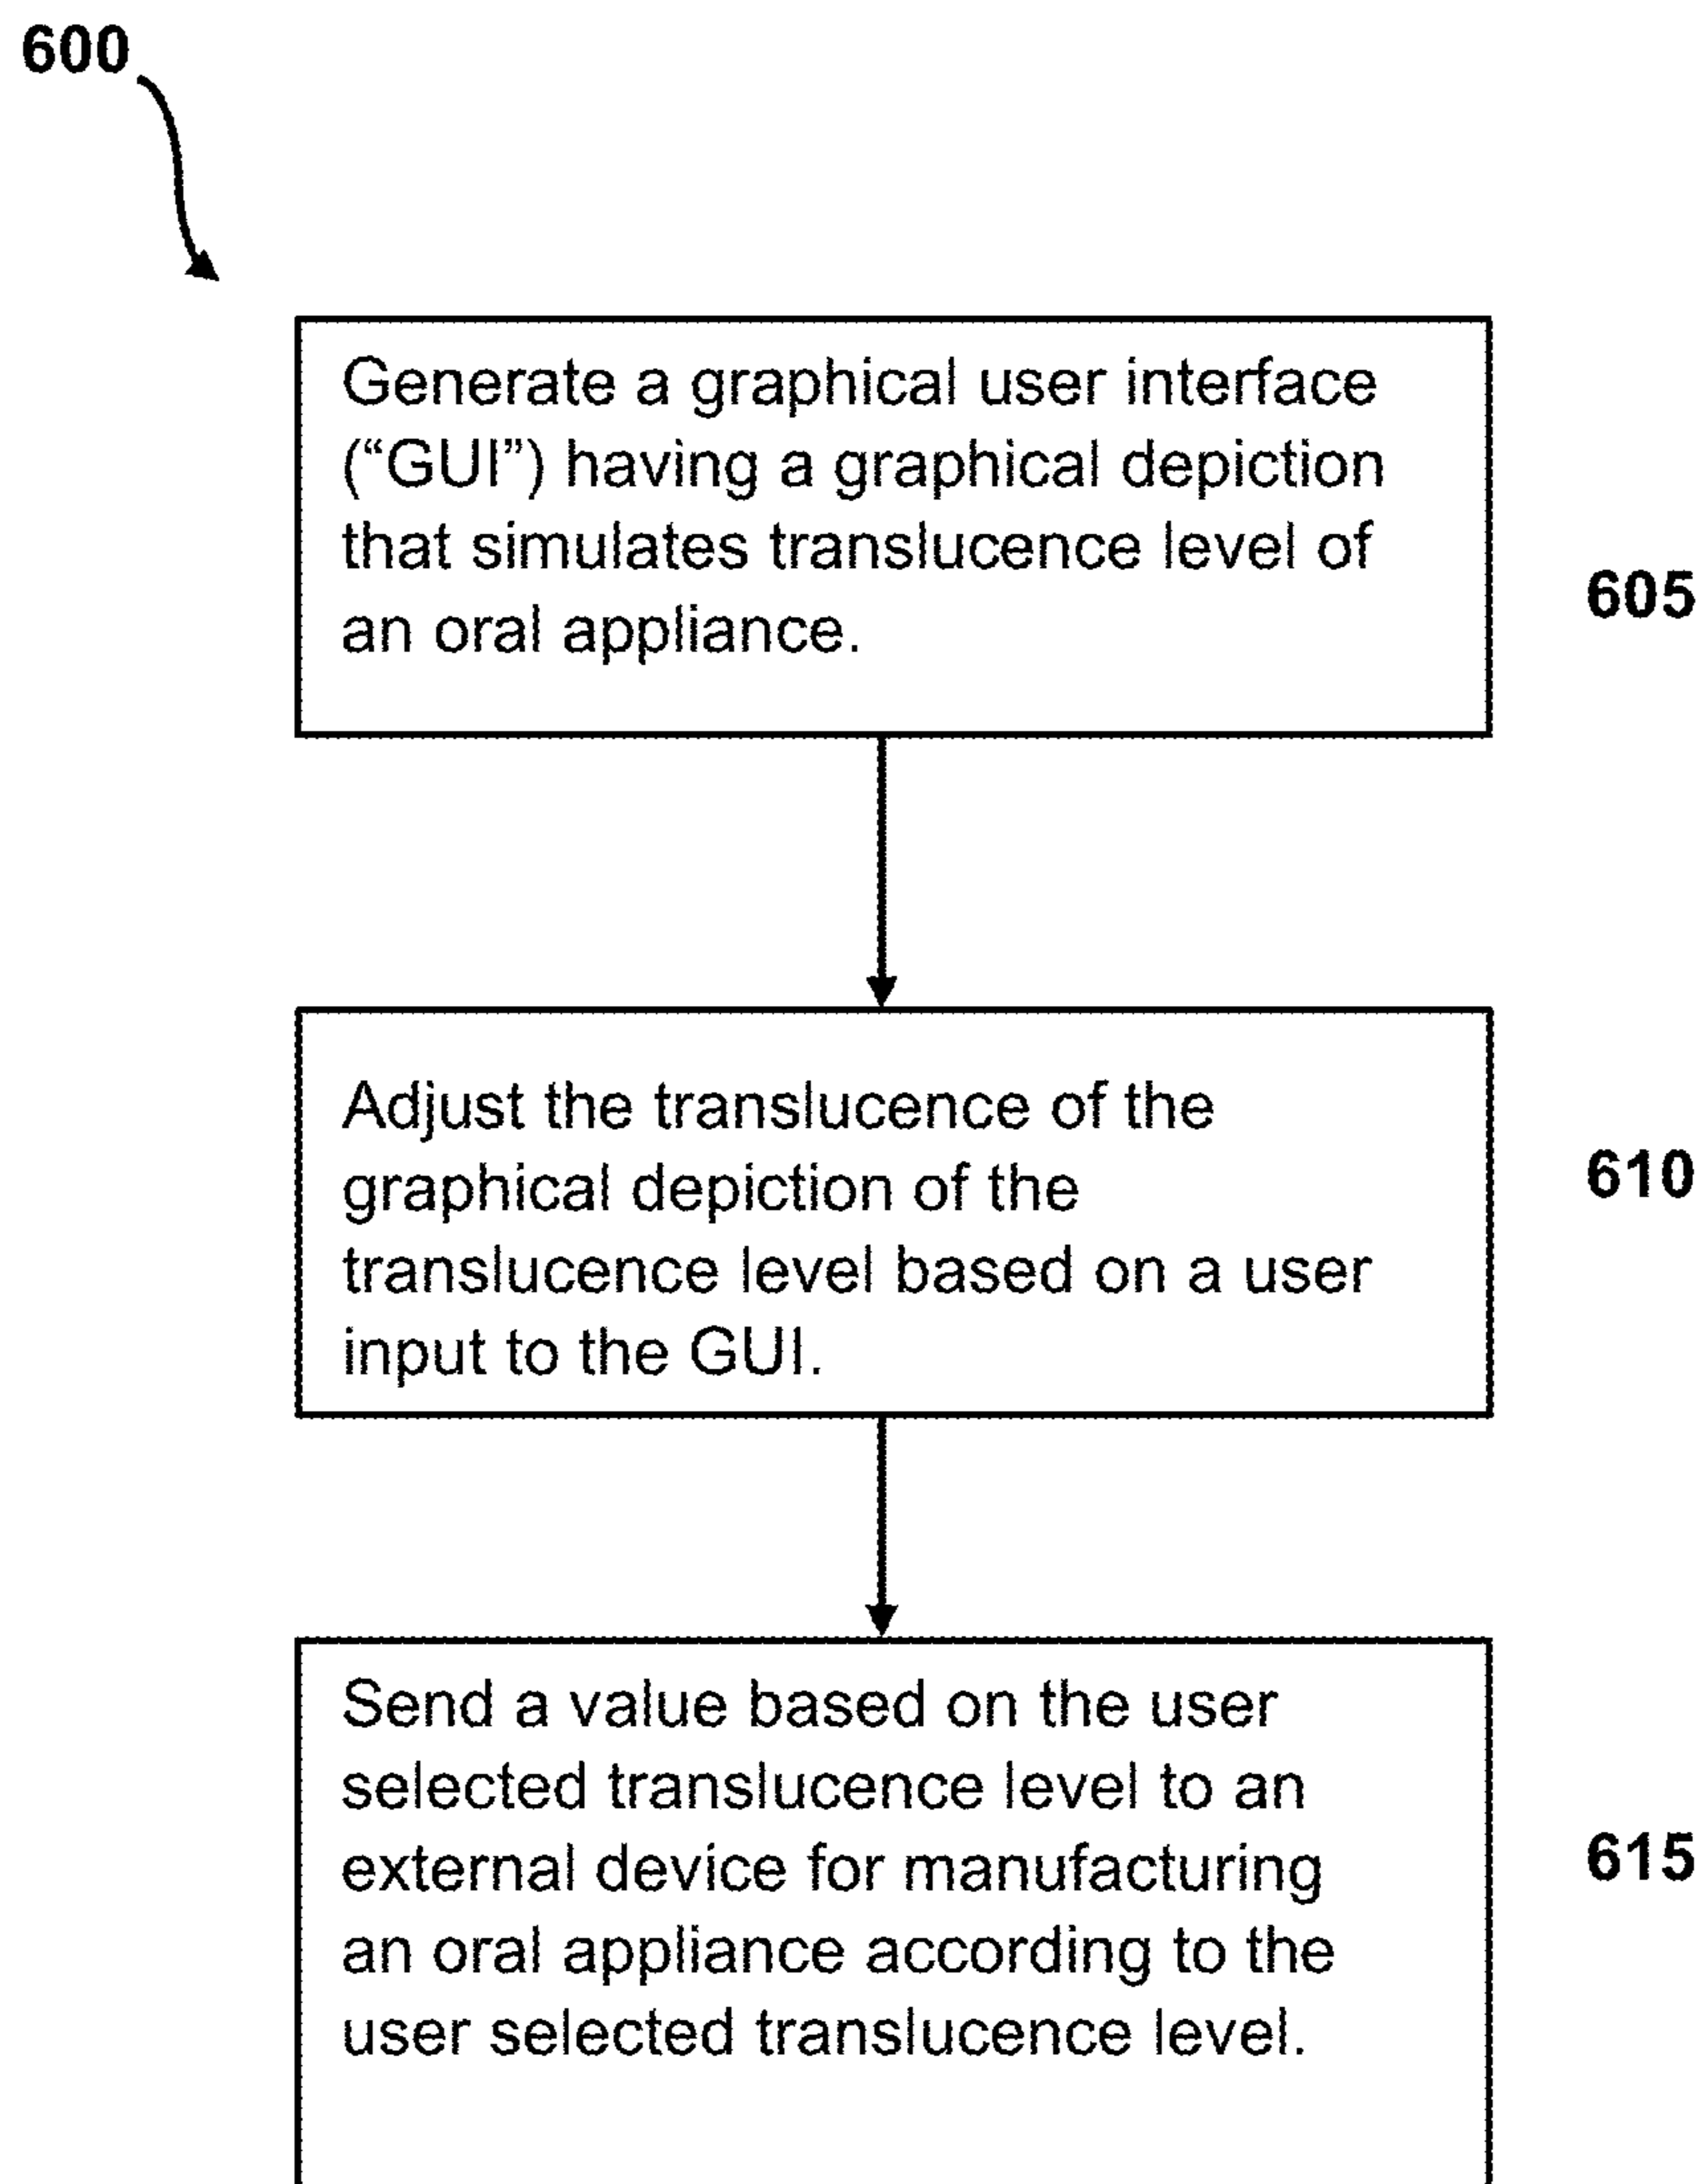 600
Generate a graphical user interface
(“GUI”) having a graphical depiction
that simulates translucence level of
an oral appliance.
605
Adjust the translucence of the
graphical depiction of the
translucence level based on a user
input to the GUI.
610
Send a value based on the user
selected translucence level to an
external device for manufacturing
an oral appliance according to the
user selected translucence level.
615